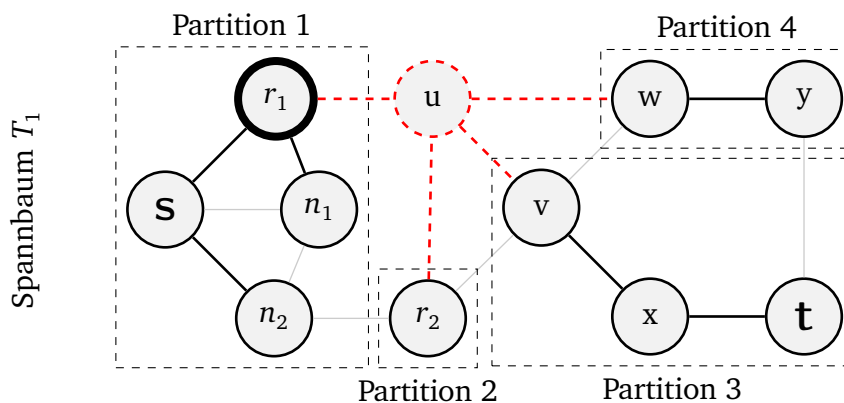 Partition 1
Partition 4
r1
u
w
y
Spannbaum T1
s
n1
v
n2
r2
x
t
Partition 2
Partition 3